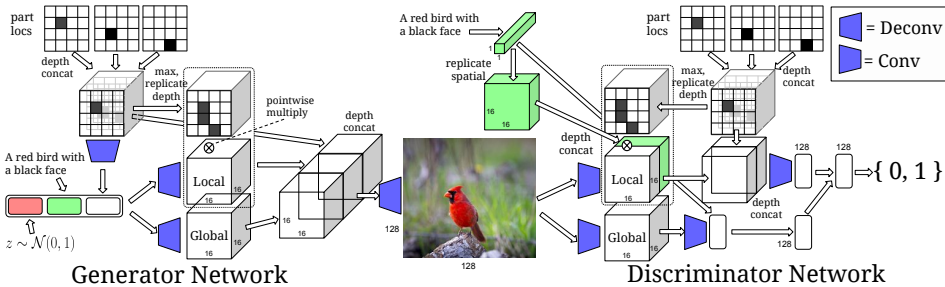 part
locs
depth
concat
max,
replicate
depth
pointwise
multiply
depth
concat
A red bird with
a black face
Local
16
16
Global
16
16
16
16
z ∼ N(0, 1)
128
128
Generator Network
A red bird with
a black face
1
1
replicate
spatial
16
16
part
locs
depth
concat
max,
replicate
depth
depth
concat
Local
16
16
Global
16
16
depth
concat
128
128
128
{ 0, 1 }
Discriminator Network
= Deconv
= Conv